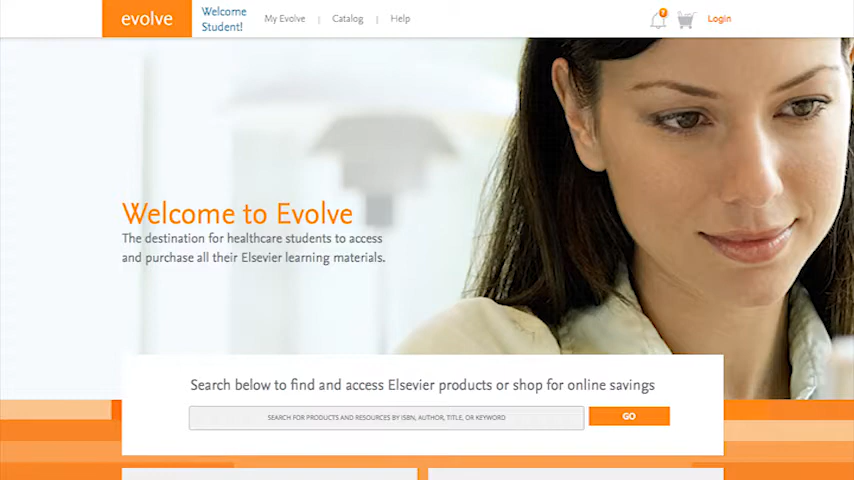 evolve
Welcome
Student!
My Evolve | Catalog | Help
?
Login
Welcome to Evolve
The destination for healthcare students to access
and purchase all their Elsevier learning materials.
Search below to find and access Elsevier products or shop for online savings
SEARCH FOR PRODUCTS AND RESOURCES BY ISBN, AUTHOR, TITLE, OR KEYWORD
GO